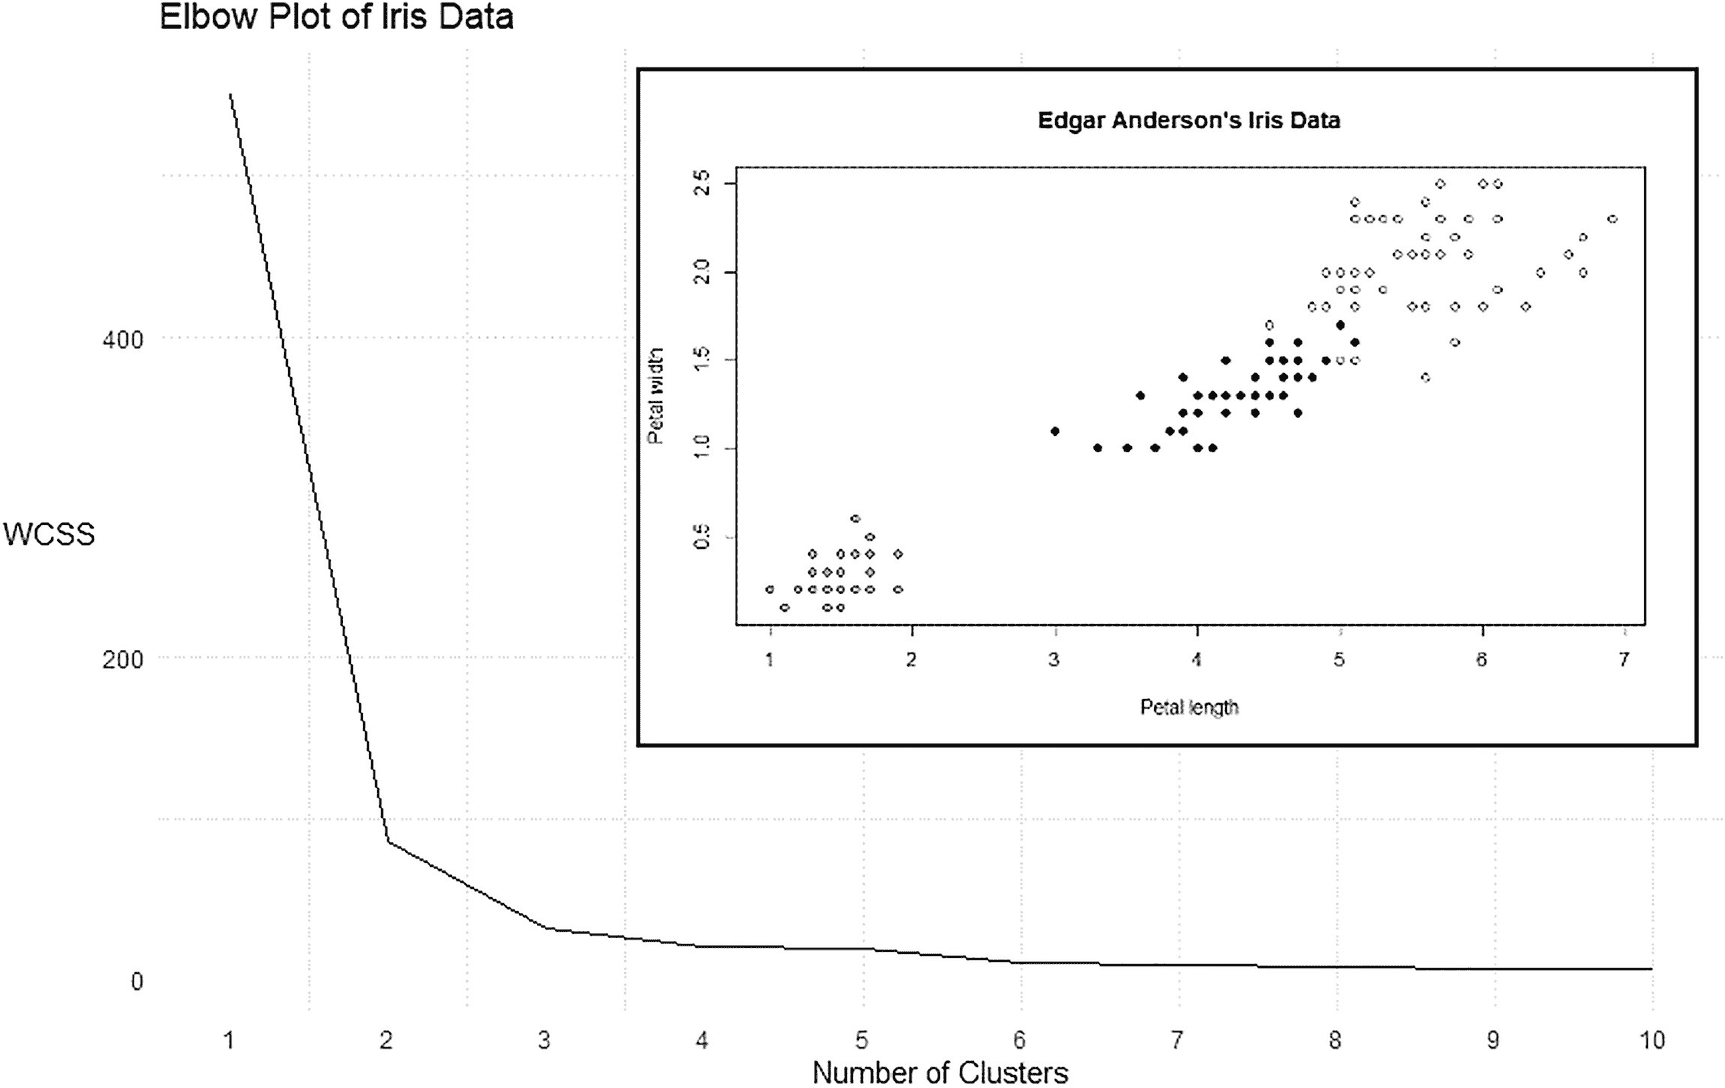 Elbow Plot of Iris Data
Edgar Anderson's Iris Data
2.5
2.0
1.5
1.0
0.5
Petal width
1 2 3 4 5 6 7
Petal length
400
200
0
WCSS
1 2 3 4 5 6 7 8 9 10
Number of Clusters